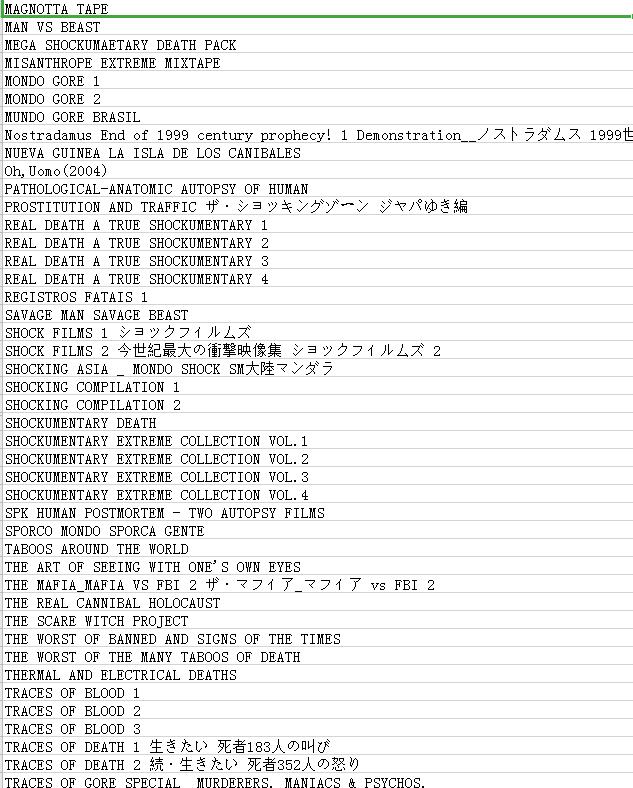 MAGNOTTA TAPE
MAN VS BEAST
MEGA SHOCKUMAETARY DEATH PACK
MISANTHROPE EXTREME MIXTAPE
MONDO GORE 1
MONDO GORE 2
MUNDO GORE BRASIL
Nostradamus End of 1999 century prophecy! 1 Demonstration__ノストラダムス 1999世
NUEVA GUINEA LA ISLA DE LOS CANIBALES
Oh,Uomo(2004)
PATHOLOGICAL-ANATOMIC AUTOPSY OF HUMAN
PROSTITUTION AND TRAFFIC ザ・ショッキングゾーン ジャパゆき編
REAL DEATH A TRUE SHOCKUMENTARY 1
REAL DEATH A TRUE SHOCKUMENTARY 2
REAL DEATH A TRUE SHOCKUMENTARY 3
REAL DEATH A TRUE SHOCKUMENTARY 4
REGISTROS FATAIS 1
SAVAGE MAN SAVAGE BEAST
SHOCK FILMS 1 ショックフィルムズ
SHOCK FILMS 2 今世紀最大の衝撃映像集 ショックフィルムズ 2
SHOCKING ASIA _ MONDO SHOCK SM大陸マンダラ
SHOCKING COMPILATION 1
SHOCKING COMPILATION 2
SHOCKUMENTARY DEATH
SHOCKUMENTARY EXTREME COLLECTION VOL.1
SHOCKUMENTARY EXTREME COLLECTION VOL.2
SHOCKUMENTARY EXTREME COLLECTION VOL.3
SHOCKUMENTARY EXTREME COLLECTION VOL.4
SPK HUMAN POSTMORTEM - TWO AUTOPSY FILMS
SPORCO MONDO SPORCA GENTE
TABOOS AROUND THE WORLD
THE ART OF SEEING WITH ONE'S OWN EYES
THE MAFIA_MAFIA VS FBI 2 ザ・マフィア_マフィア vs FBI 2
THE REAL CANNIBAL HOLOCAUST
THE SCARE WITCH PROJECT
THE WORST OF BANNED AND SIGNS OF THE TIMES
THE WORST OF THE MANY TABOOS OF DEATH
THERMAL AND ELECTRICAL DEATHS
TRACES OF BLOOD 1
TRACES OF BLOOD 2
TRACES OF BLOOD 3
TRACES OF DEATH 1 生きたい 死者183人の叫び
TRACES OF DEATH 2 続・生きたい 死者352人の怒り
TRACES OF GORE SPECIAL  MURDERERS, MANIACS & PSYCHOS.